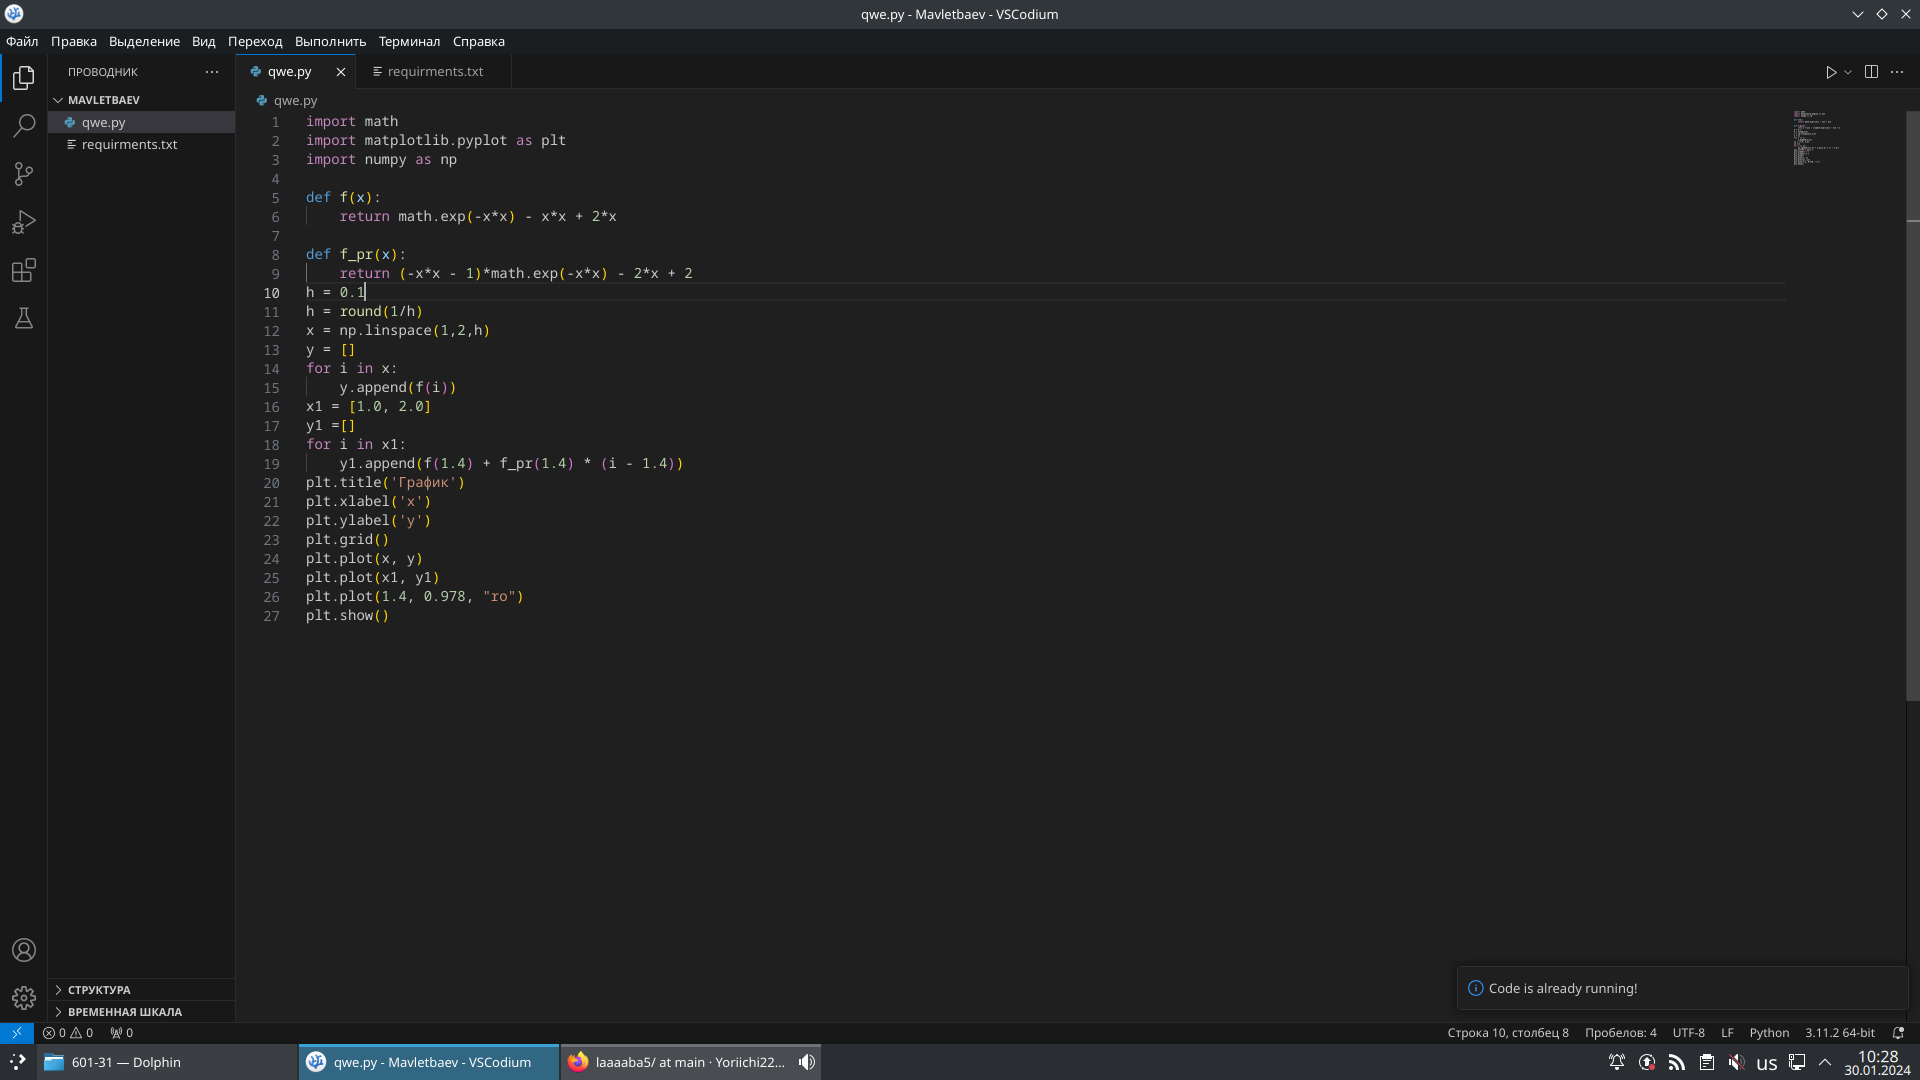 qwe.py - Mavletbaev - VSCodium
Файл Правка Выделение Вид Переход Выполнить Терминал Справка
ПРОВОДНИК
qwe.py
requirments.txt
MAVLETBAEV
qwe.py
requirments.txt
qwe.py
1 import math
2 import matplotlib.pyplot as plt
3 import numpy as np
4
5 def f(x):
6 return math.exp(-x*x) - x*x + 2*x
7
8 def f_pr(x):
9 return (-x*x - 1)*math.exp(-x*x) - 2*x + 2
10 h = 0.1
11 h = round(1/h)
12 x = np.linspace(1,2,h)
13 y = []
14 for i in x:
15 y.append(f(i))
16 x1 = [1.0, 2.0]
17 y1 =[]
18 for i in x1:
19 y1.append(f(1.4) + f_pr(1.4) * (i - 1.4))
20 plt.title('График')
21 plt.xlabel('x')
22 plt.ylabel('y')
23 plt.grid()
24 plt.plot(x, y)
25 plt.plot(x1, y1)
26 plt.plot(1.4, 0.978, "ro")
27 plt.show()
СТРУКТУРА
ВРЕМЕННАЯ ШКАЛА
Code is already running!
0 0 0
Строка 10, столбец 8 Пробелов: 4 UTF-8 LF Python 3.11.2 64-bit
601-31 — Dolphin
qwe.py - Mavletbaev - VSCodium
laaaaba5/ at main · Yoriichi22...
us
10:28
30.01.2024